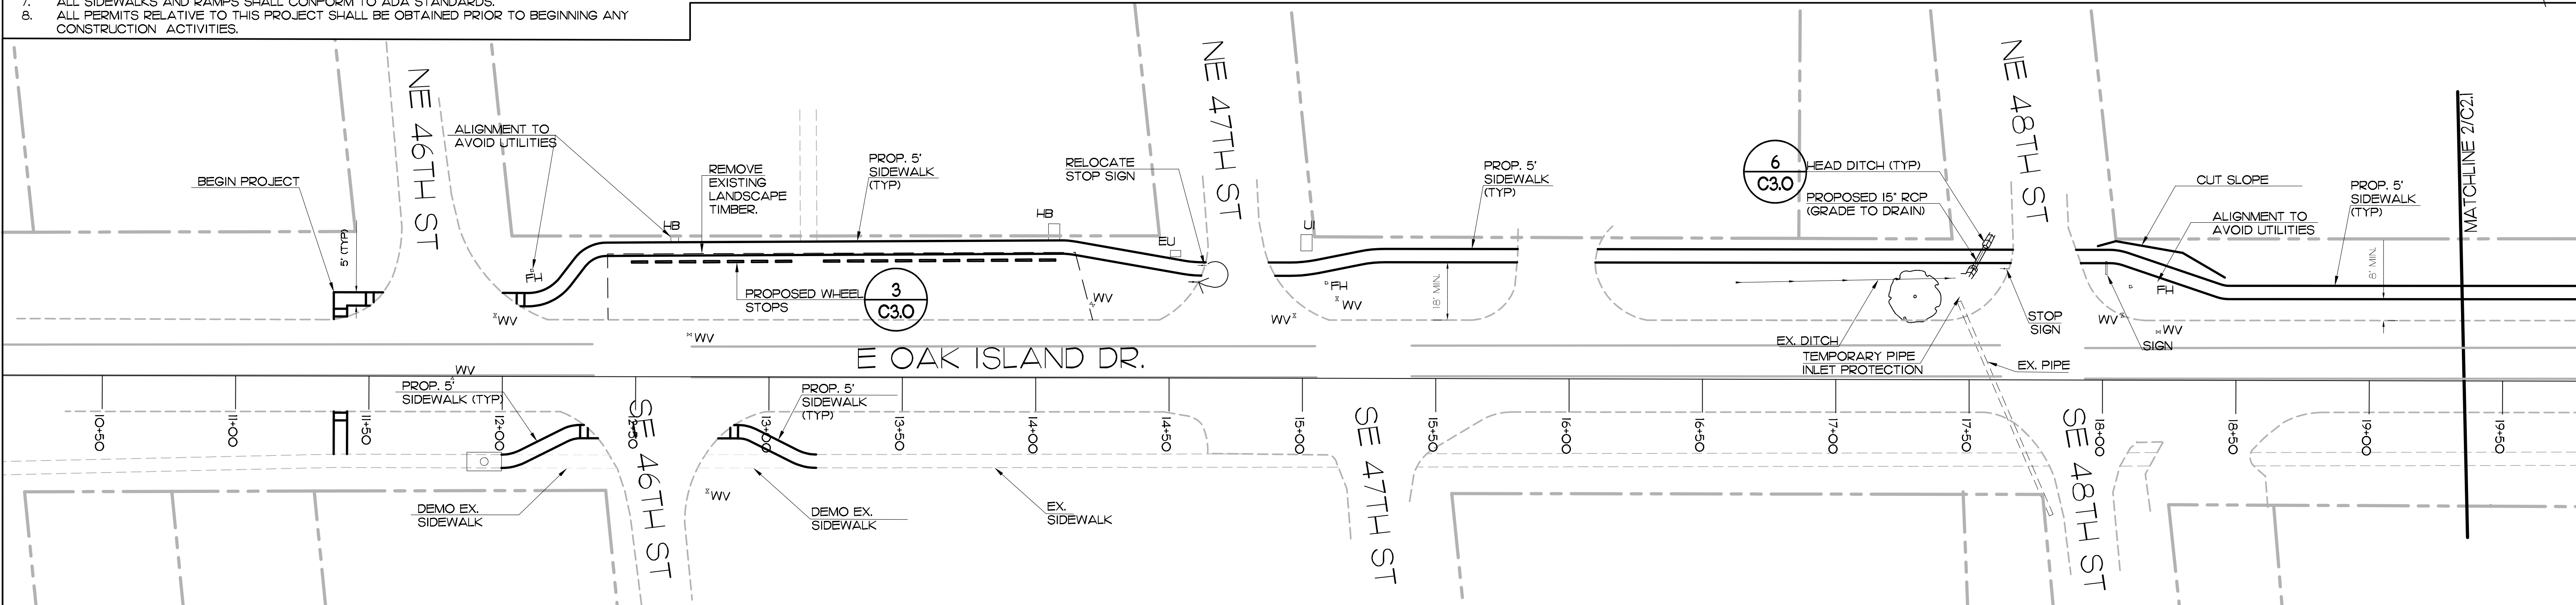 7. ALL SIDEWALKS AND RAMPS SHALL CONFORM TO ADA STANDARDS.
8. ALL PERMITS RELATIVE TO THIS PROJECT SHALL BE OBTAINED PRIOR TO BEGINNING ANY
CONSTRUCTION ACTIVITIES.
NE 46TH ST
NE 47TH ST
NE 48TH ST
MATCHLINE 2/C2.1
BEGIN PROJECT
5' (TYP)
ALIGNMENT TO
AVOID UTILITIES
FH
HB
REMOVE
EXISTING
LANDSCAPE
TIMBER.
PROP. 5'
SIDEWALK
(TYP)
HB
RELOCATE
STOP SIGN
EU
UI
PROP. 5'
SIDEWALK
(TYP)
6
C3.0
HEAD DITCH (TYP)
PROPOSED 15" RCP
(GRADE TO DRAIN)
CUT SLOPE
ALIGNMENT TO
AVOID UTILITIES
PROP. 5'
SIDEWALK
(TYP)
8' MIN.
PROPOSED WHEEL
STOPS
3
C3.0
WV
WV
WV
FH
WV
WV
18' MIN.
EX. DITCH
TEMPORARY PIPE
INLET PROTECTION
EX. PIPE
STOP
SIGN
FH
WV
WV
SIGN
E OAK ISLAND DR.
WV
PROP. 5'
SIDEWALK (TYP)
PROP. 5'
SIDEWALK
(TYP)
10+50
11+00
11+50
12+00
12+50
13+00
13+50
14+00
14+50
15+00
15+50
16+00
16+50
17+00
17+50
18+00
18+50
19+00
19+50
SE 46TH ST
SE 47TH ST
SE 48TH ST
WV
DEMO EX.
SIDEWALK
DEMO EX.
SIDEWALK
EX.
SIDEWALK